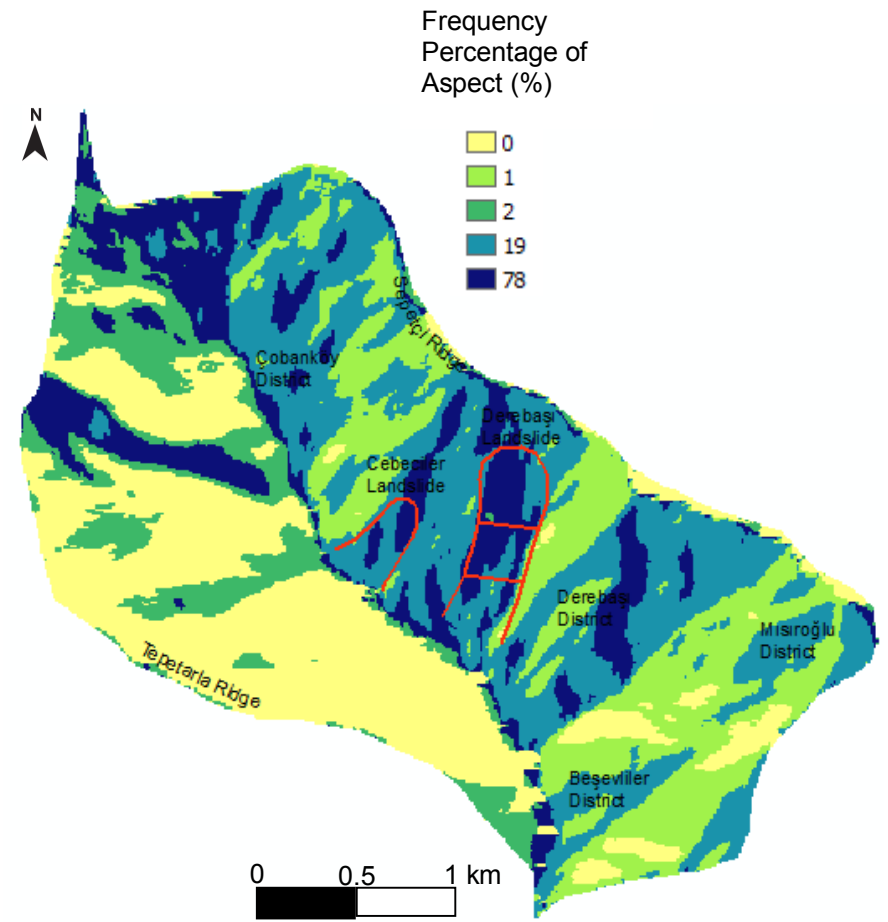 Frequency
Percentage of
Aspect (%)
N
0
1
2
19
78
Sepetçi Ridge
Çobanköy
District
Derebaşı
Landslide
Cebeciler
Landslide
Derebaşı
District
Mısıroğlu
District
Tepetarla Ridge
Beşevliler
District
0 0.5 1 km